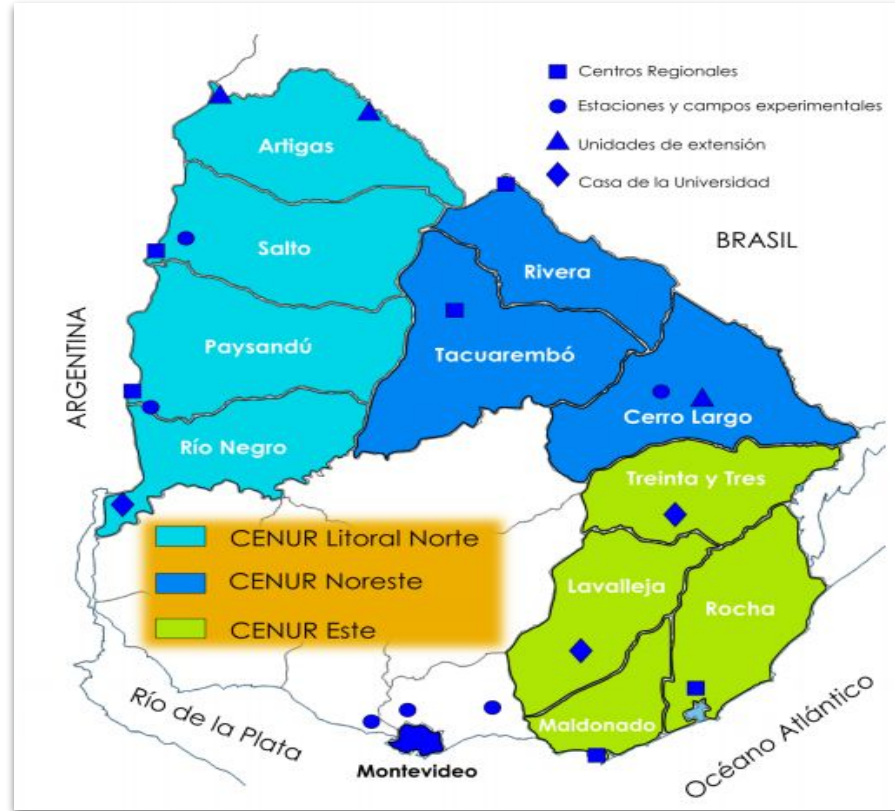 Centros Regionales
Estaciones y campos experimentales
Unidades de extensión
Casa de la Universidad
Artigas
Salto
Rivera
BRASIL
ARGENTINA
Paysandú
Tacuarembó
Río Negro
Cerro Largo
Treinta y Tres
CENUR Litoral Norte
CENUR Noreste
CENUR Este
Lavalleja
Rocha
Maldonado
Río de la Plata
Montevideo
Océano Atlántico